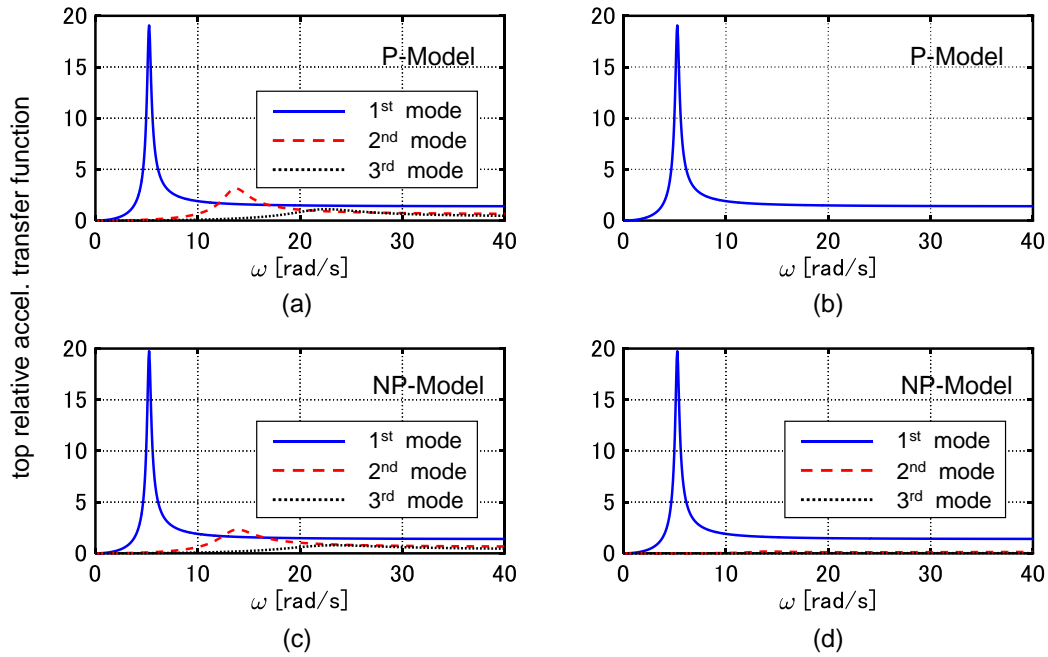 top relative accel. transfer function
20
15
10
5
0
P-Model
1st mode
2nd mode
3rd mode
0 10 20 30 40
ω [rad/s]
(a)
20
15
10
5
0
P-Model
0 10 20 30 40
ω [rad/s]
(b)
20
15
10
5
0
NP-Model
1st mode
2nd mode
3rd mode
0 10 20 30 40
ω [rad/s]
(c)
20
15
10
5
0
NP-Model
1st mode
2nd mode
3rd mode
0 10 20 30 40
ω [rad/s]
(d)